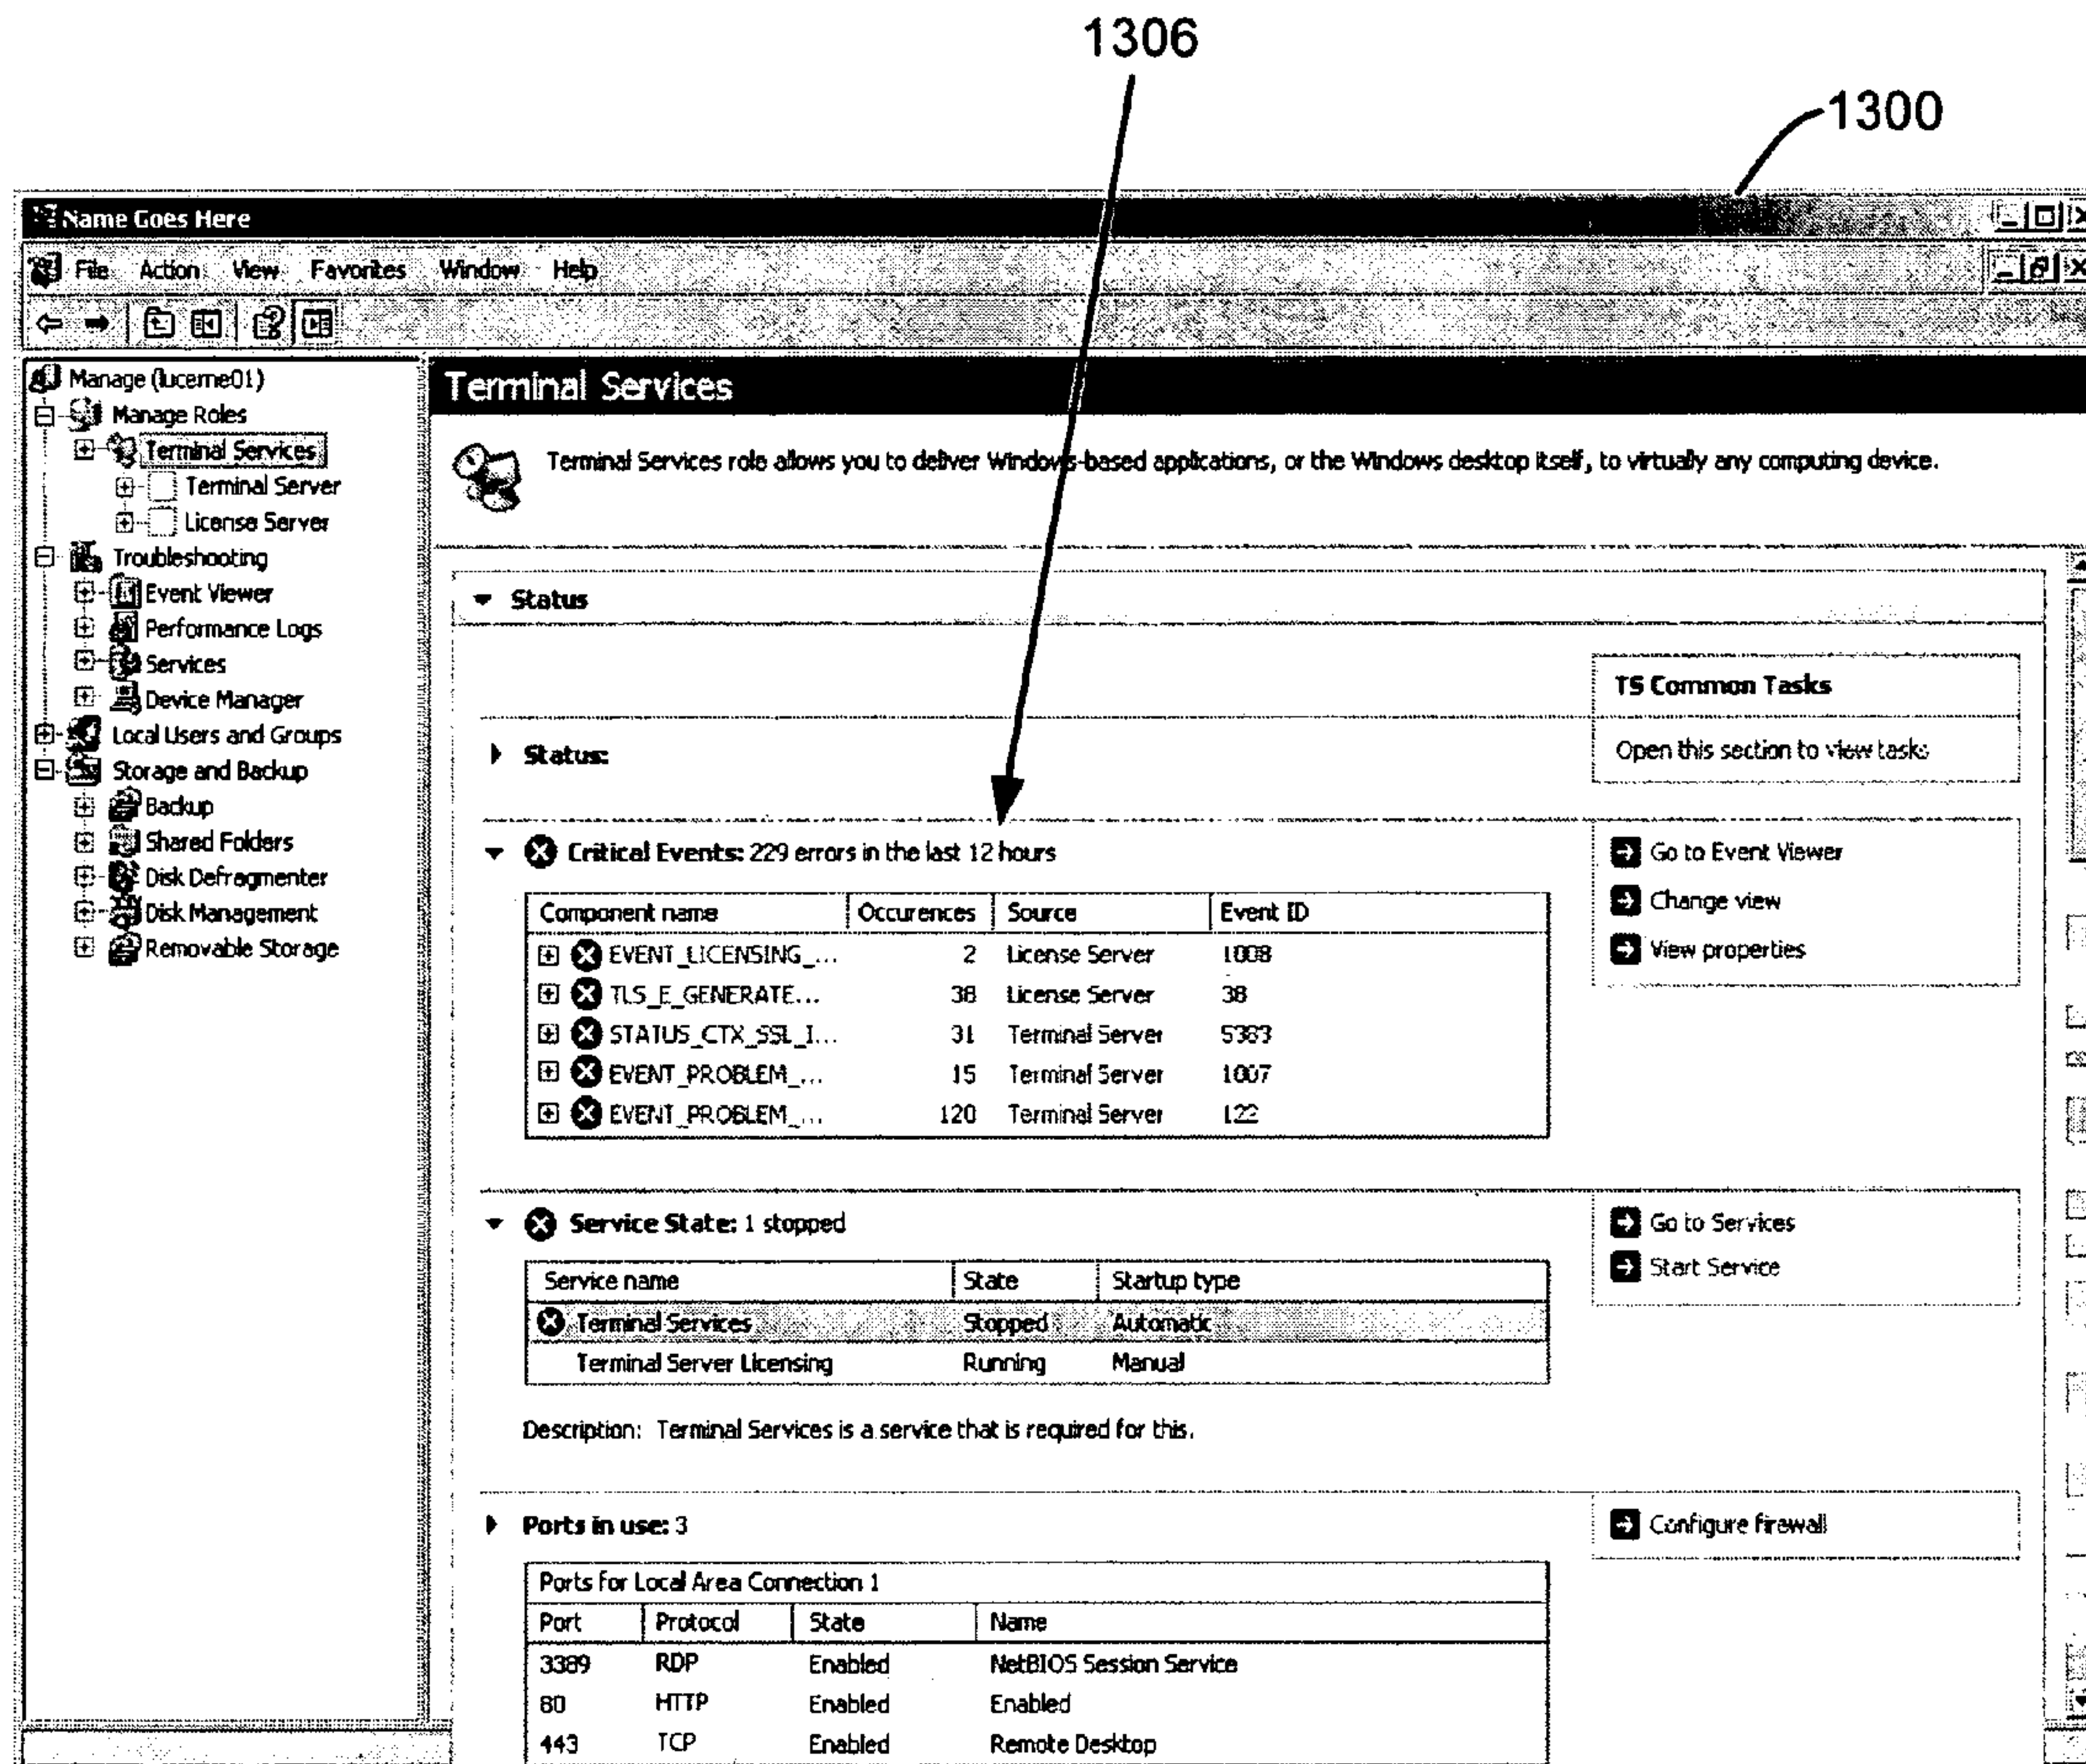 1306
1300
Name Goes Here
File Action View Favorites Window Help
Manage (lucerne01)
Manage Roles
Terminal Services
Terminal Server
License Server
Troubleshooting
Event Viewer
Performance Logs
Services
Device Manager
Local Users and Groups
Storage and Backup
Backup
Shared Folders
Disk Defragmenter
Disk Management
Removable Storage
Terminal Services
Terminal Services role allows you to deliver Windows-based applications, or the Windows desktop itself, to virtually any computing device.
Status
TS Common Tasks
Status:
Open this section to view tasks
Critical Events: 229 errors in the last 12 hours
Go to Event Viewer
Change view
View properties
Component name Occurences Source Event ID
EVENT_LICENSING_... 2 License Server 1008
TLS_E_GENERATE... 38 License Server 38
STATUS_CTX_SSL_I... 31 Terminal Server
EVENT_PROBLEM_... 15 Terminal Server 1007
EVENT_PROBLEM_... 120 Terminal Server 122
Service State: 1 stopped
Go to Services
Start Service
Service name State Startup type
Terminal Services Stopped Automatic
Terminal Server Licensing Running Manual
Description: Terminal Services is a service that is required for this.
Ports in use: 3
Configure firewall
Ports for Local Area Connection 1
Port Protocol State Name
3389 RDP Enabled NetBIOS Session Service
80 HTTP Enabled Enabled
443 TCP Enabled Remote Desktop